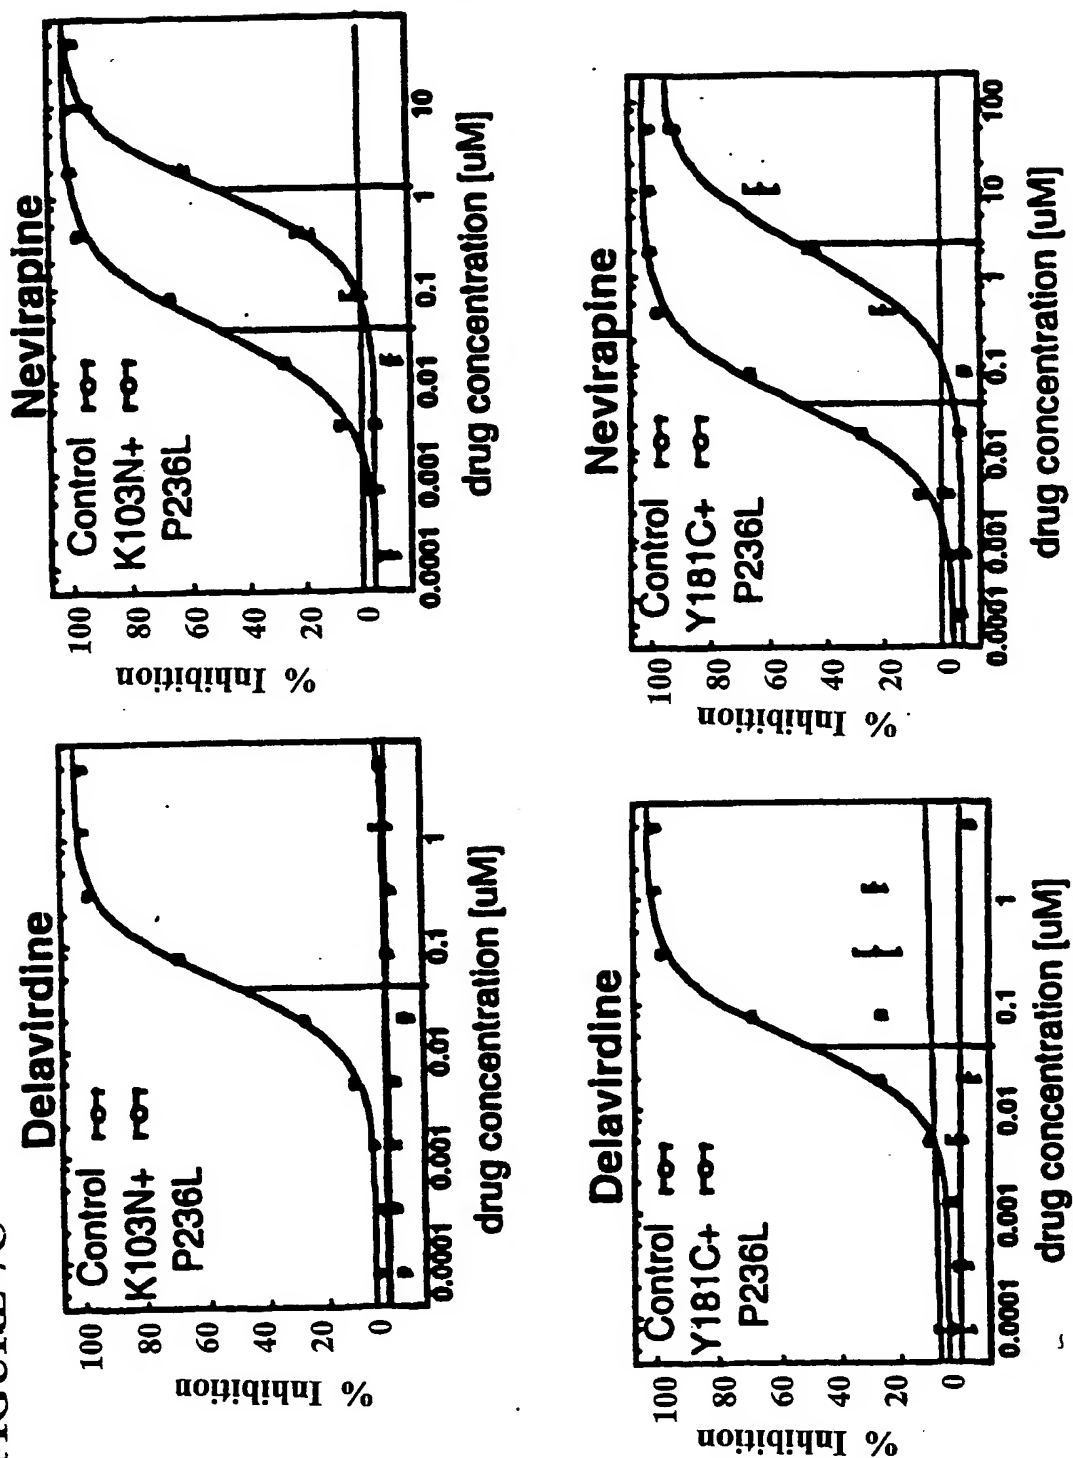 FIGURE
Delavirdine
Control
K103N+
P236L
100
80
60
40
20
0
% Inhibition
0.0001 0.001 0.01 0.1 1
drug concentration [uM]
Nevirapine
Control
K103N+
P236L
100
80
60
40
20
0
% Inhibition
0.0001 0.001 0.01 0.1 1 10
drug concentration [uM]
Delavirdine
Control
Y181C+
P236L
100
80
60
40
20
0
% Inhibition
0.0001 0.001 0.01 0.1 1
drug concentration [uM]
Nevirapine
Control
Y181C+
P236L
100
80
60
40
20
0
% Inhibition
0.0001 0.001 0.01 0.1 1 10 100
drug concentration [uM]